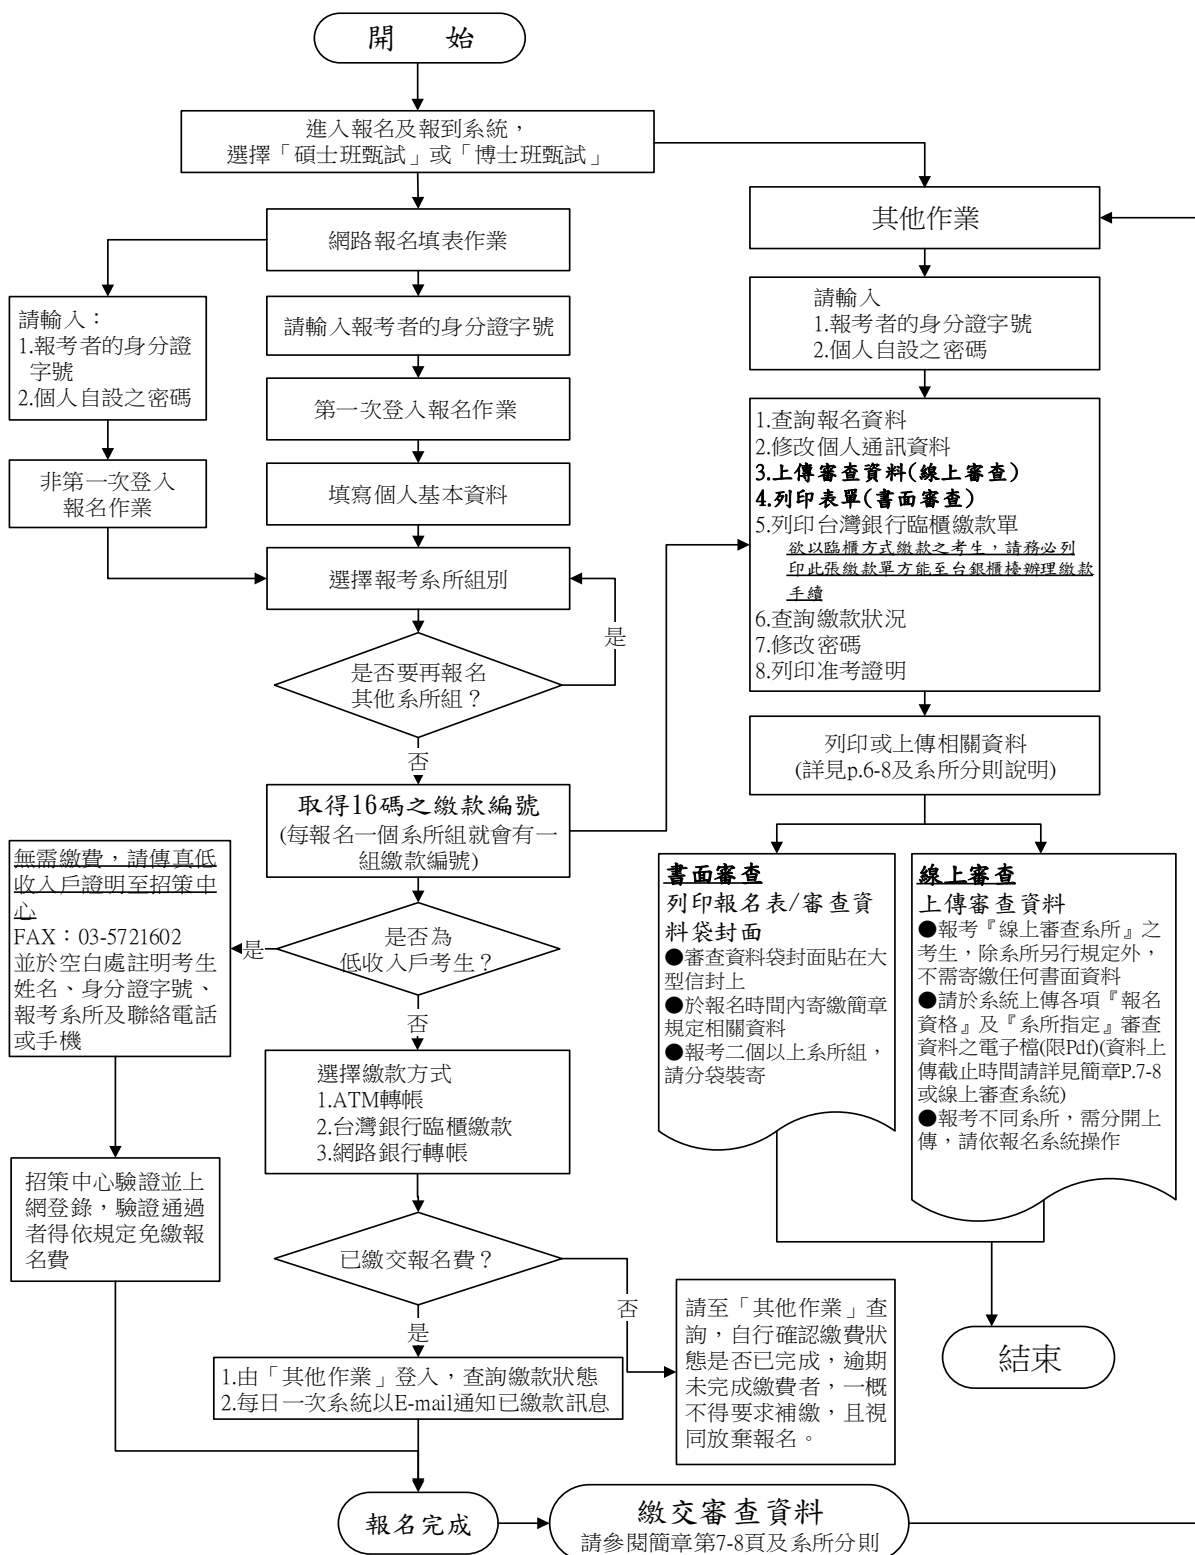 開　始
進入報名及報到系統，
選擇「碩士班甄試」或「博士班甄試」
網路報名填表作業
請輸入：
1.報考者的身分證
字號
2.個人自設之密碼
非第一次登入
報名作業
請輸入報考者的身分證字號
第一次登入報名作業
填寫個人基本資料
選擇報考系所組別
是
是否要再報名
其他系所組？
否
取得16碼之繳款編號
(每報名一個系所組就會有一
組繳款編號)
是否為
低收入戶考生？
是
無需繳費，請傳真低
收入戶證明至招策中
心
FAX：03-5721602
並於空白處註明考生
姓名、身分證字號、
報考系所及聯絡電話
或手機
招策中心驗證並上
網登錄，驗證通過
者得依規定免繳報
名費
否
選擇繳款方式
1.ATM轉帳
2.台灣銀行臨櫃繳款
3.網路銀行轉帳
已繳交報名費？
否
是
1.由「其他作業」登入，查詢繳款狀態
2.每日一次系統以E-mail通知已繳款訊息
請至「其他作業」查
詢，自行確認繳費狀
態是否已完成，逾期
未完成繳費者，一概
不得要求補繳，且視
同放棄報名。
報名完成
繳交審查資料
請參閱簡章第7-8頁及系所分則
其他作業
請輸入
1.報考者的身分證字號
2.個人自設之密碼
1.查詢報名資料
2.修改個人通訊資料
3.上傳審查資料(線上審查)
4.列印表單(書面審查)
5.列印台灣銀行臨櫃繳款單
欲以臨櫃方式繳款之考生，請務必列
印此張繳款單方能至台銀櫃檯辦理繳款
手續
6.查詢繳款狀況
7.修改密碼
8.列印准考證明
列印或上傳相關資料
(詳見p.6-8及系所分則說明)
書面審查
列印報名表/審查資
料袋封面
●審查資料袋封面貼在大
型信封上
●於報名時間內寄繳簡章
規定相關資料
●報考二個以上系所組，
請分袋裝寄
線上審查
上傳審查資料
●報考『線上審查系所』之
考生，除系所另行規定外，
不需寄繳任何書面資料
●請於系統上傳各項『報名
資格』及『系所指定』審查
資料之電子檔(限Pdf)(資料上
傳截止時間請詳見簡章P.7-8
或線上審查系統)
●報考不同系所，需分開上
傳，請依報名系統操作
結束